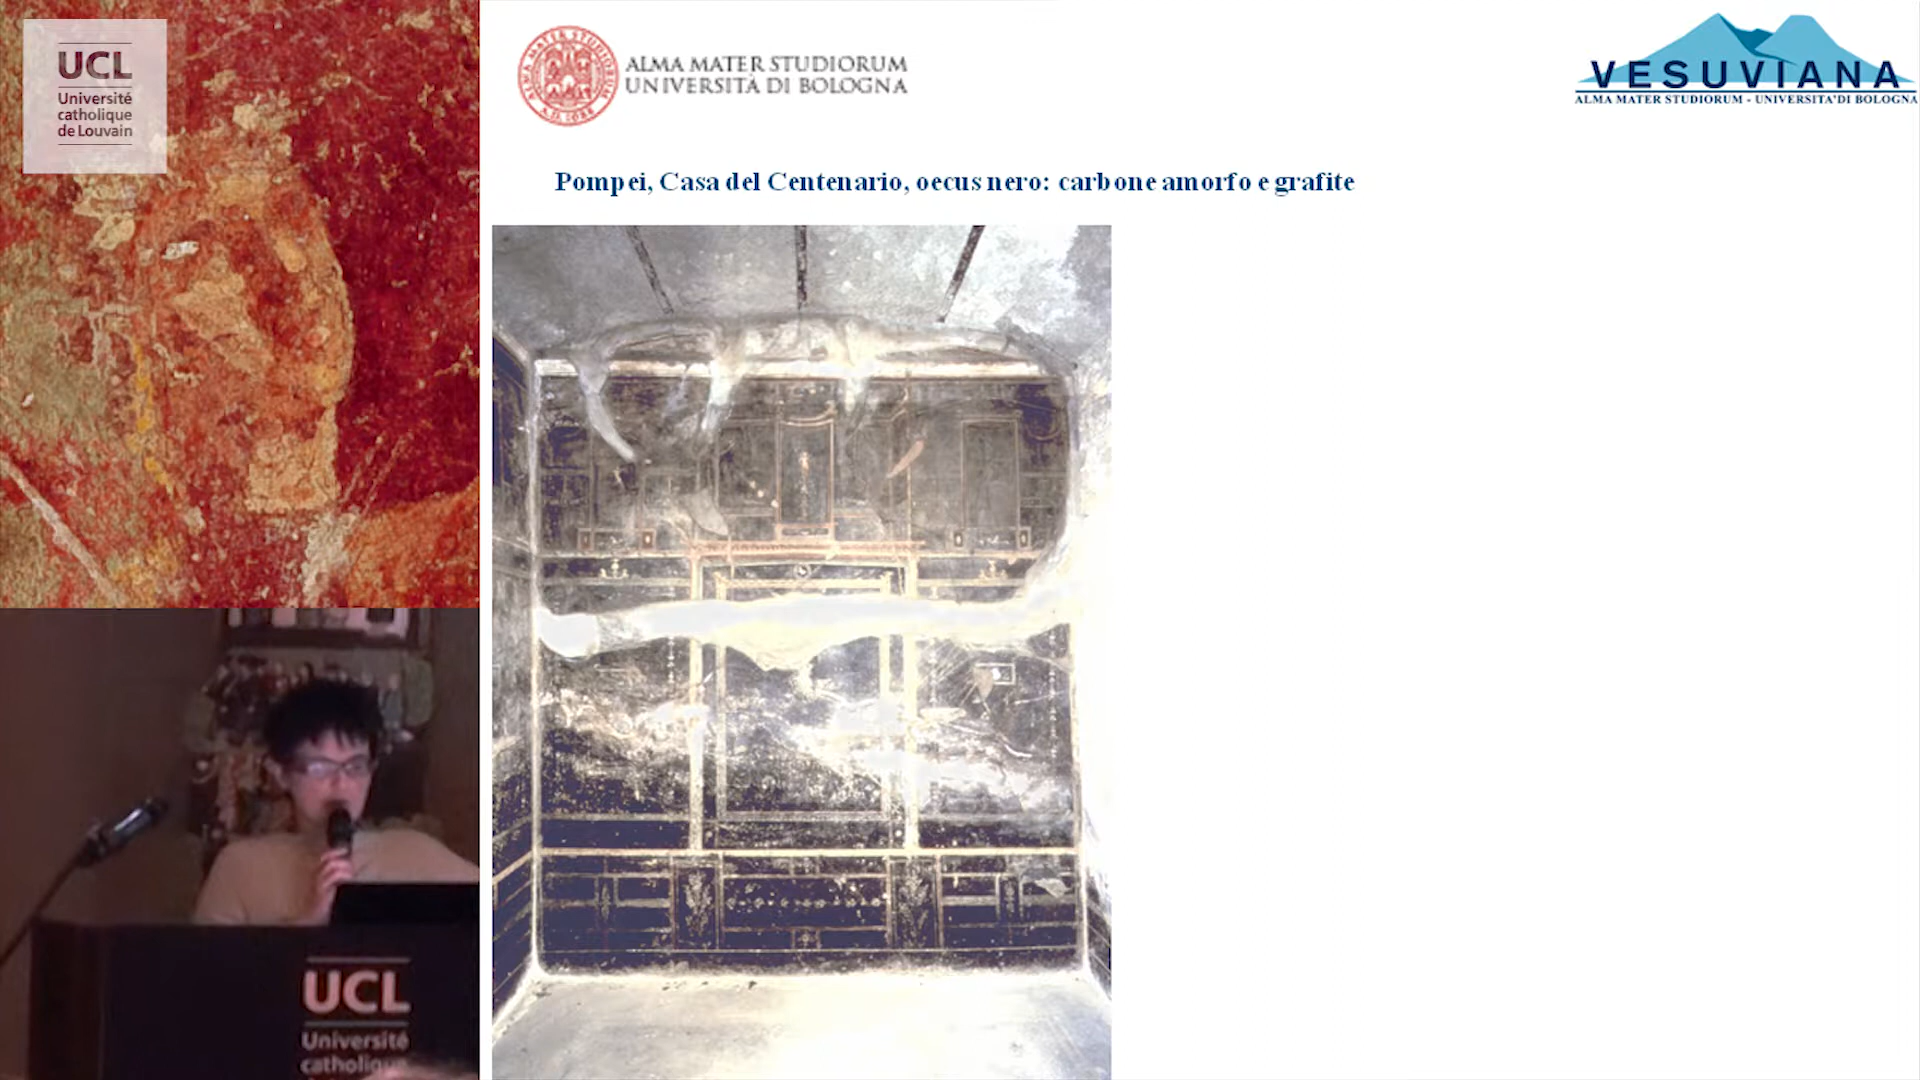 UCL
Université
catholique
de Louvain
ALMA MATER STUDIORUM
UNIVERSITÀ DI BOLOGNA
VESUVIANA
ALMA MATER STUDIORUM - UNIVERSITA'DI BOLOGNA
Pompei, Casa del Centenario, oecus nero: carbone amorfo e grafite
UCL
Université
catholique